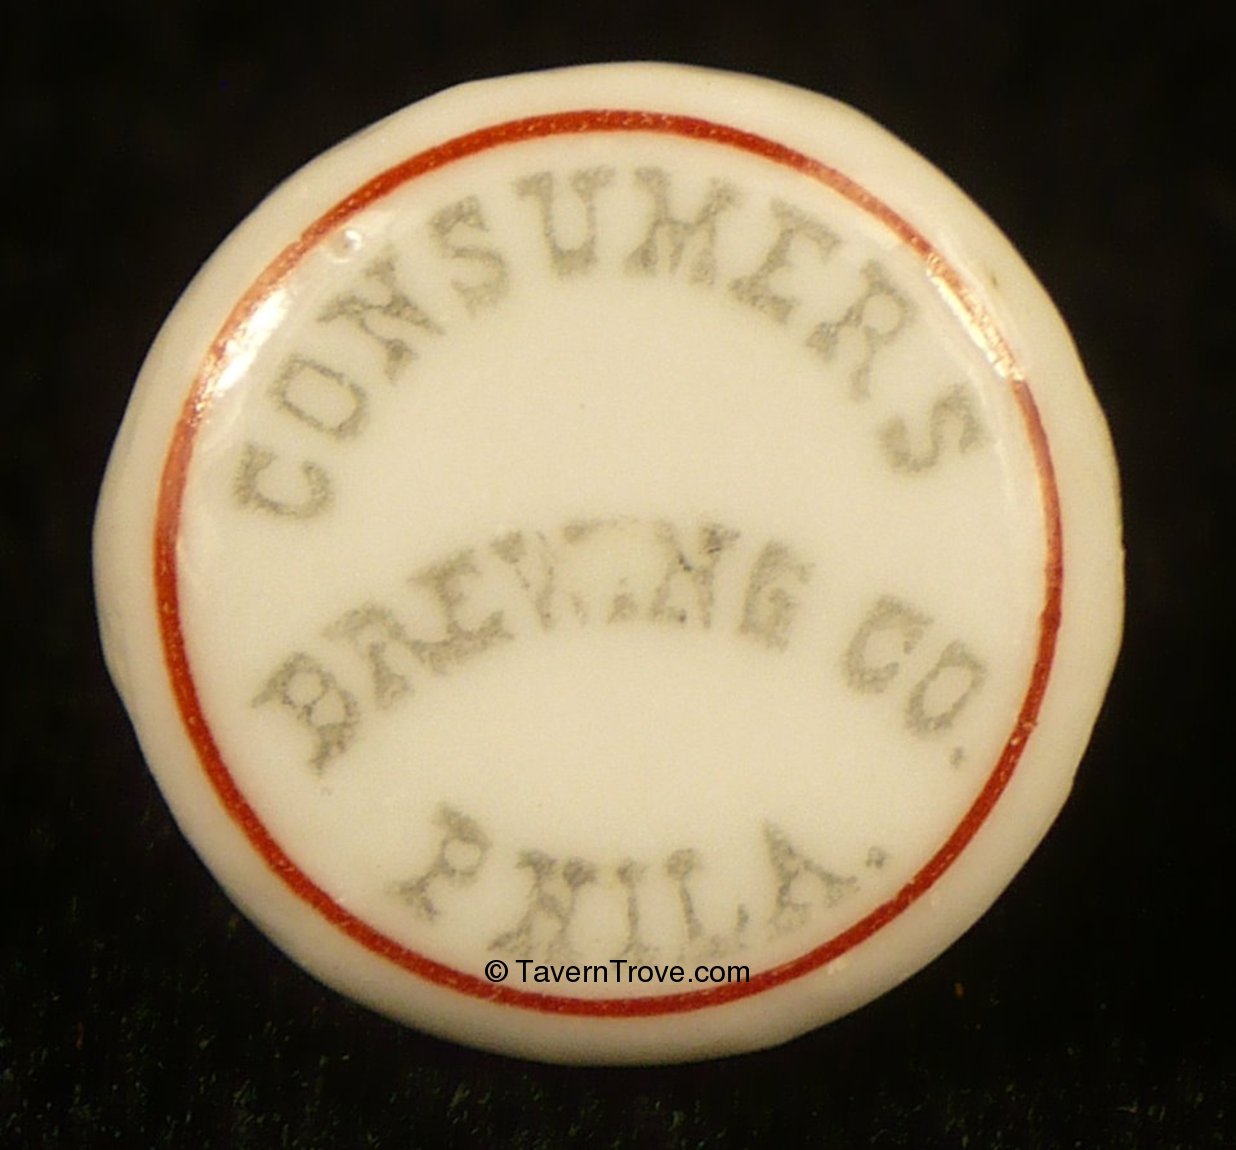 CONSUMERS
BREWING CO.
PHILA.
© TavernTrove.com